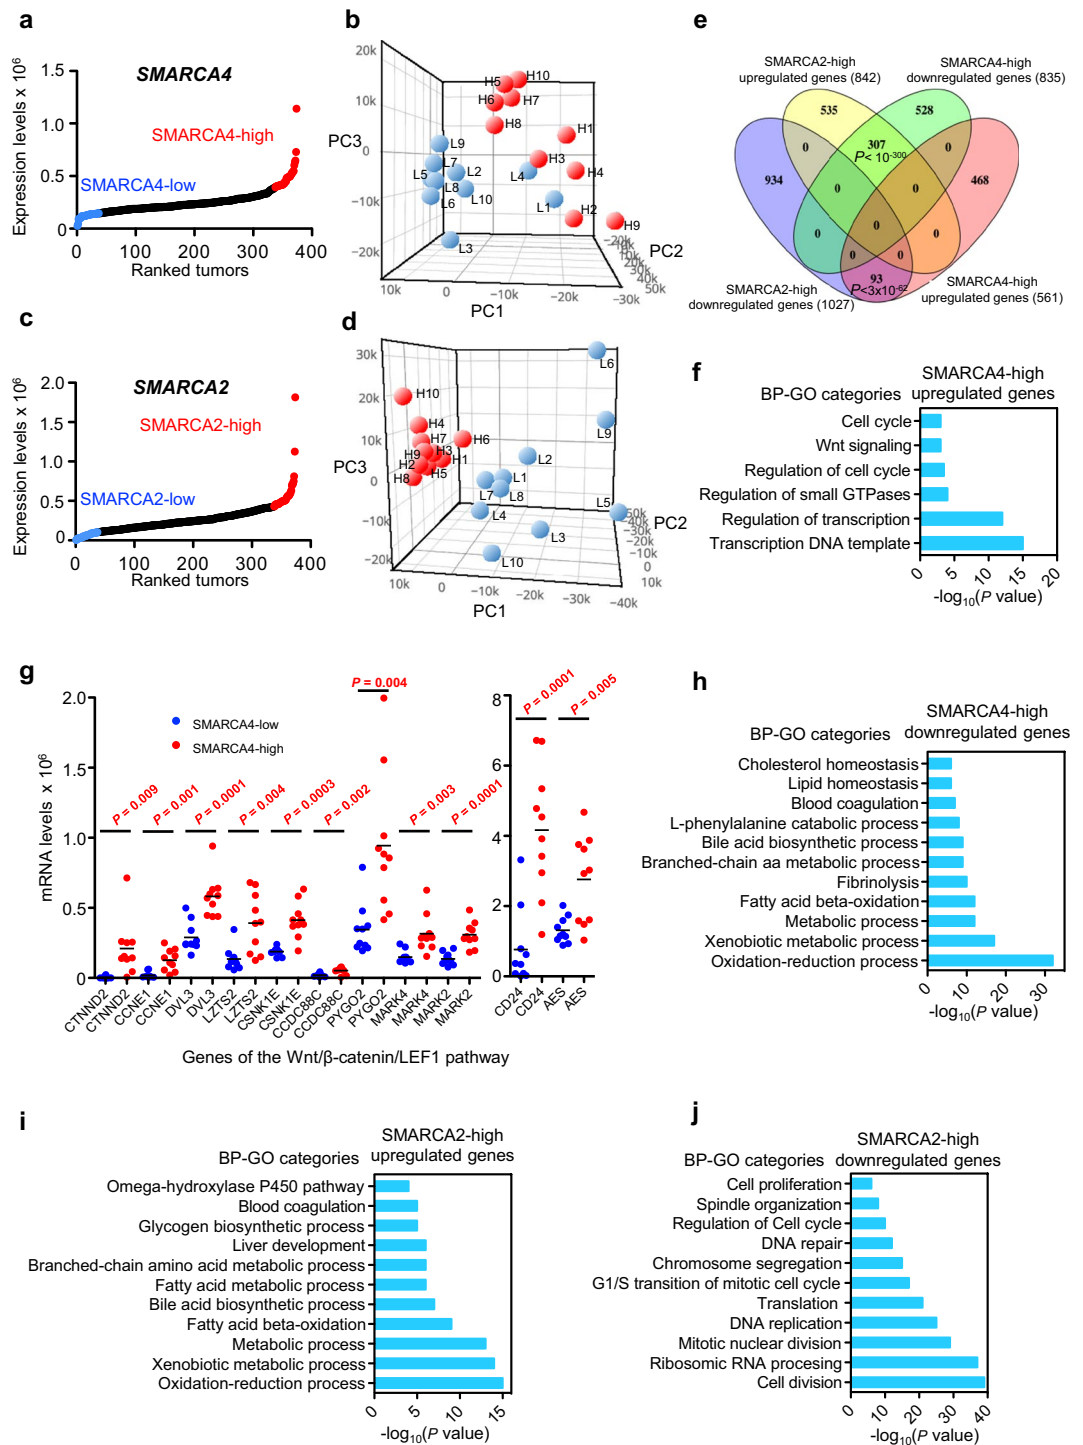 a
SMARCA4
Expression levels x 10⁶
1.5
1.0
0.5
0
SMARCA4-high
SMARCA4-low
0 100 200 300 400
Ranked tumors
b
20k
10k
0
−10k
−20k
PC3
H5 H10
H6 H7
H8
H1
L9
L7
L2
H3
L5
L4
H4
L8
L10
L6
L1
H2
H9
L3
−20k
10k
0
10k
20k
30k
40k
50k
PC2
10k 0 −10k −20k −30k
PC1
c
SMARCA2
Expression levels x 10⁶
2.0
1.5
1.0
0.5
0
SMARCA2-high
SMARCA2-low
0 100 200 300 400
Ranked tumors
d
30k
20k
10k
0
−10k
−20k
PC3
L6
H10
L9
H4
H7
H6
H9
H3
H2
H1
H5
H8
L2
L1
L7
L8
L5
L4
L3
L10
−50k
−40k
−30k
−20k
−10k
0
10k
PC2
10k 0 −10k −20k −30k −40k
PC1
e
SMARCA2-high
upregulated genes (842)
SMARCA4-high
downregulated genes (835)
535
528
0
307
P< 10⁻³⁰⁰
0
934
468
0
0
0
0
0
0
0
93
P<3x10⁻⁶²
SMARCA2-high
downregulated genes (1027)
SMARCA4-high
upregulated genes (561)
f
BP-GO categories
SMARCA4-high
upregulated genes
Cell cycle
Wnt signaling
Regulation of cell cycle
Regulation of small GTPases
Regulation of transcription
Transcription DNA template
0 5 10 15 20
-log₁₀(P value)
g
mRNA levels x 10⁶
2.0
1.5
1.0
0.5
0
SMARCA4-low
SMARCA4-high
P = 0.009
P = 0.001
P = 0.0001
P = 0.004
P = 0.0003
P = 0.002
P = 0.004
P = 0.003
P = 0.0001
CTNND2
CTNND2
CCNE1
CCNE1
DVL3
DVL3
LZTS2
LZTS2
CSNK1E
CSNK1E
CCDC88C
CCDC88C
PYGO2
PYGO2
MARK4
MARK4
MARK2
MARK2
8
6
4
2
0
P = 0.0001
P = 0.005
CD24
CD24
AES
AES
Genes of the Wnt/β-catenin/LEF1 pathway
h
BP-GO categories
SMARCA4-high
downregulated genes
Cholesterol homeostasis
Lipid homeostasis
Blood coagulation
L-phenylalanine catabolic process
Bile acid biosynthetic process
Branched-chain aa metabolic process
Fibrinolysis
Fatty acid beta-oxidation
Metabolic process
Xenobiotic metabolic process
Oxidation-reduction process
0 10 20 30
-log₁₀(P value)
i
BP-GO categories
SMARCA2-high
upregulated genes
Omega-hydroxylase P450 pathway
Blood coagulation
Glycogen biosynthetic process
Liver development
Branched-chain amino acid metabolic process
Fatty acid metabolic process
Bile acid biosynthetic process
Fatty acid beta-oxidation
Metabolic process
Xenobiotic metabolic process
Oxidation-reduction process
0 5 10 15
-log₁₀(P value)
j
BP-GO categories
SMARCA2-high
downregulated genes
Cell proliferation
Spindle organization
Regulation of Cell cycle
DNA repair
Chromosome segregation
G1/S transition of mitotic cell cycle
Translation
DNA replication
Mitotic nuclear division
Ribosomic RNA procesing
Cell division
0 10 20 30 40
-log₁₀(P value)